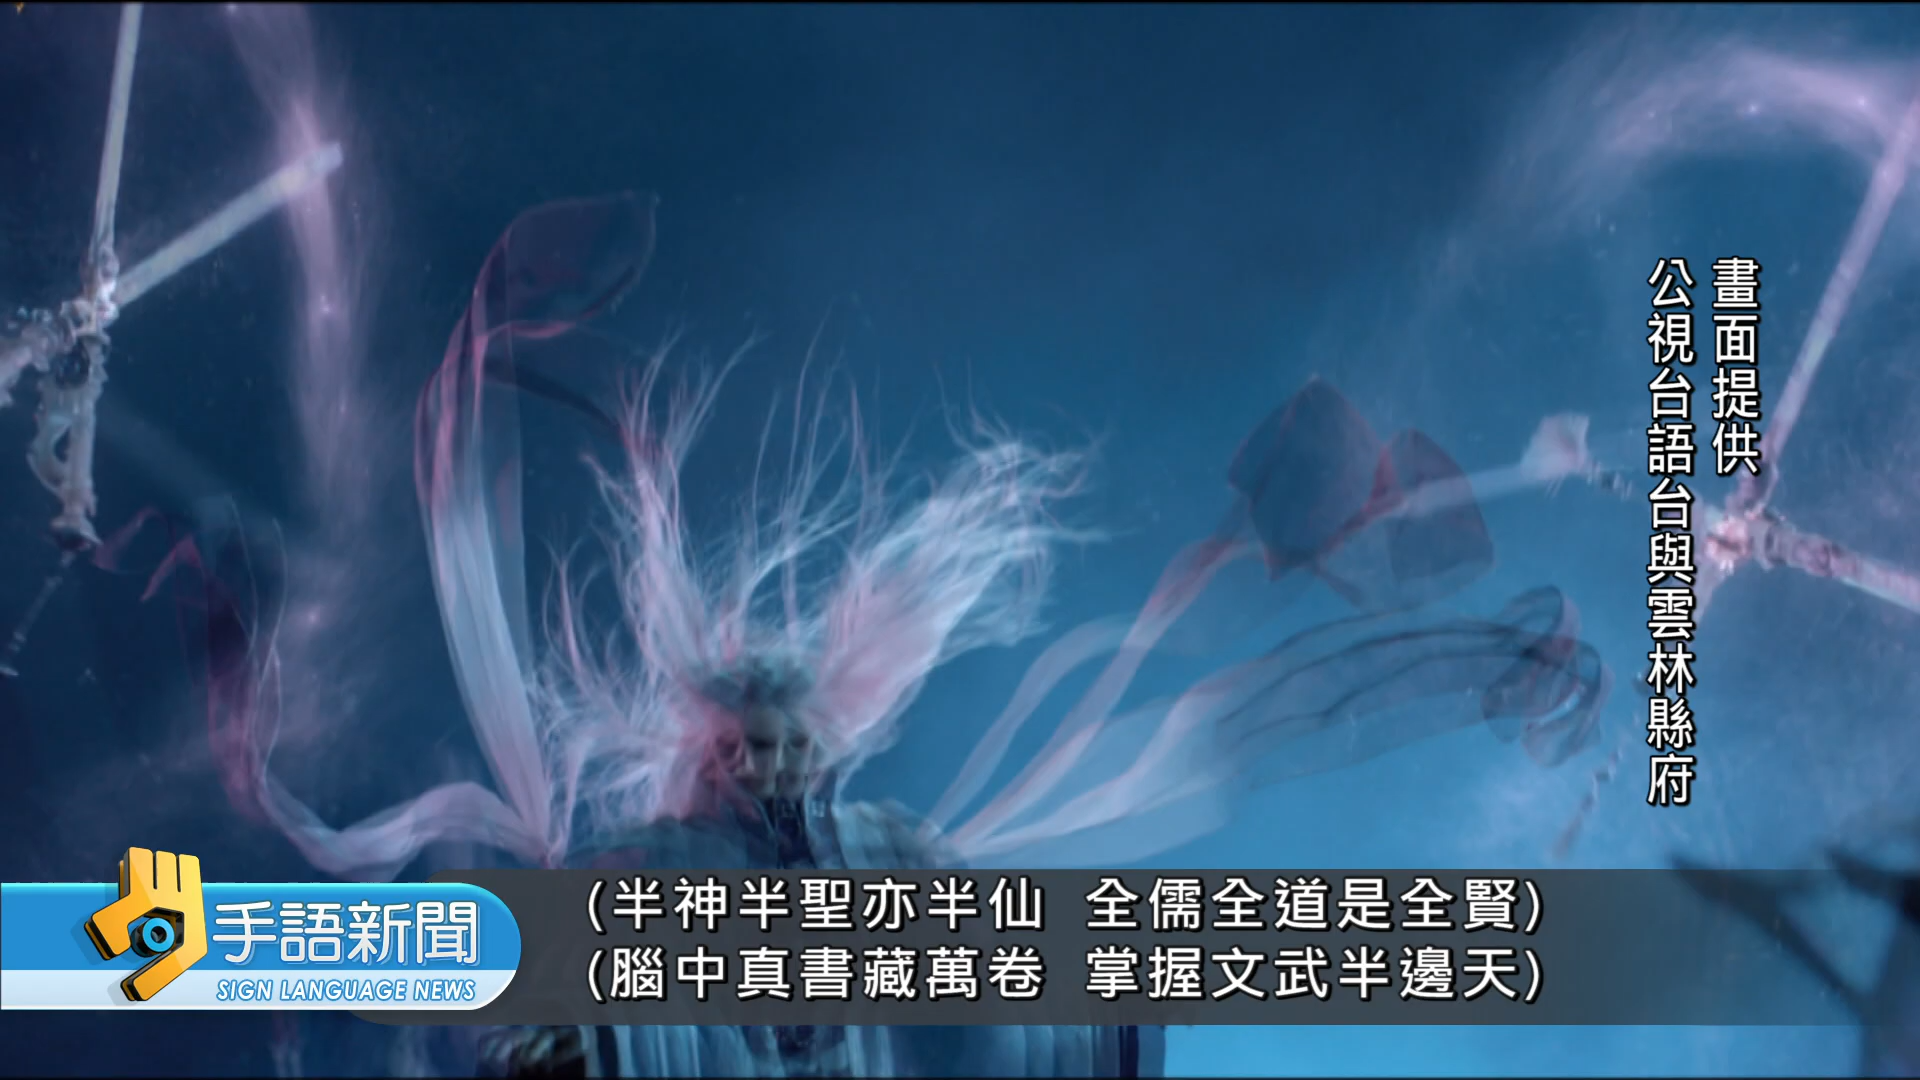 畫面提供
公視台語台與雲林縣府
手語新聞
SIGN LANGUAGE NEWS
(半神半聖亦半仙 全儒全道是全賢)
(腦中真書藏萬卷 掌握文武半邊天)